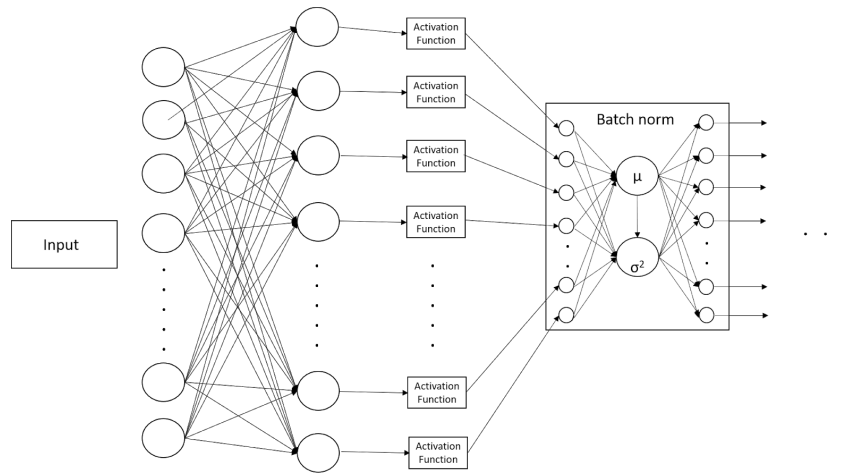 Input
Activation
Function
Activation
Function
Activation
Function
Activation
Function
Activation
Function
Activation
Function
Batch norm
μ
σ²